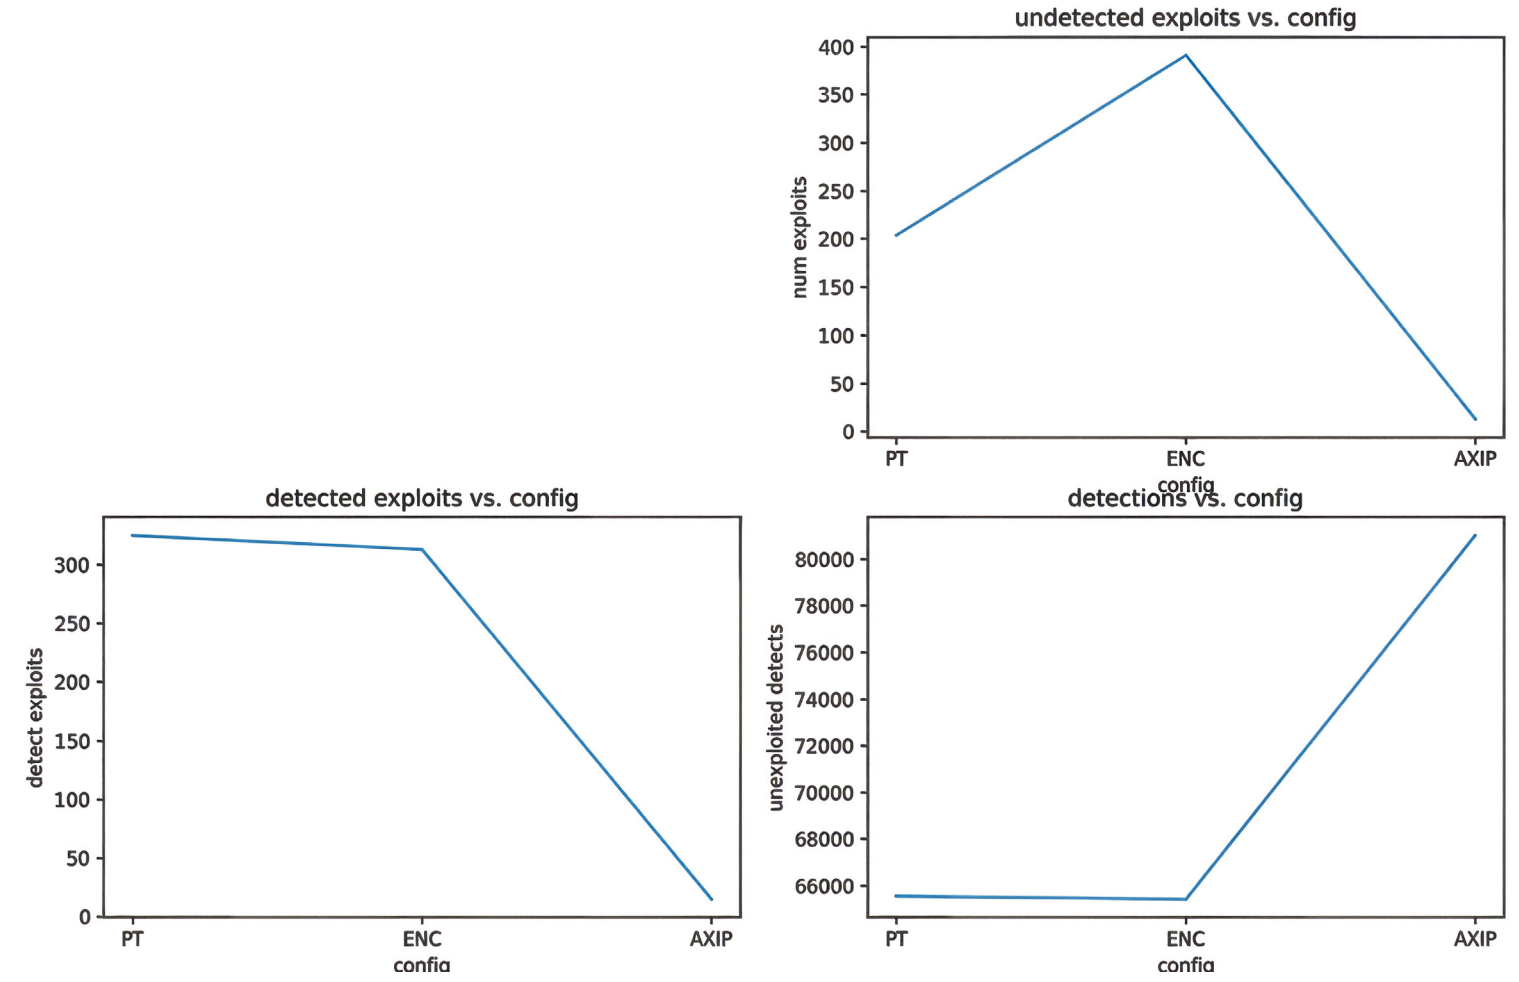 undetected exploits vs. config
400
350
300
250
200
150
100
50
0
num exploits
PT ENC AXIP
config
detected exploits vs. config
300
250
200
150
100
50
0
detect exploits
PT ENC AXIP
config
detections vs. config
80000
78000
76000
74000
72000
70000
68000
66000
unexploited detects
PT ENC AXIP
config